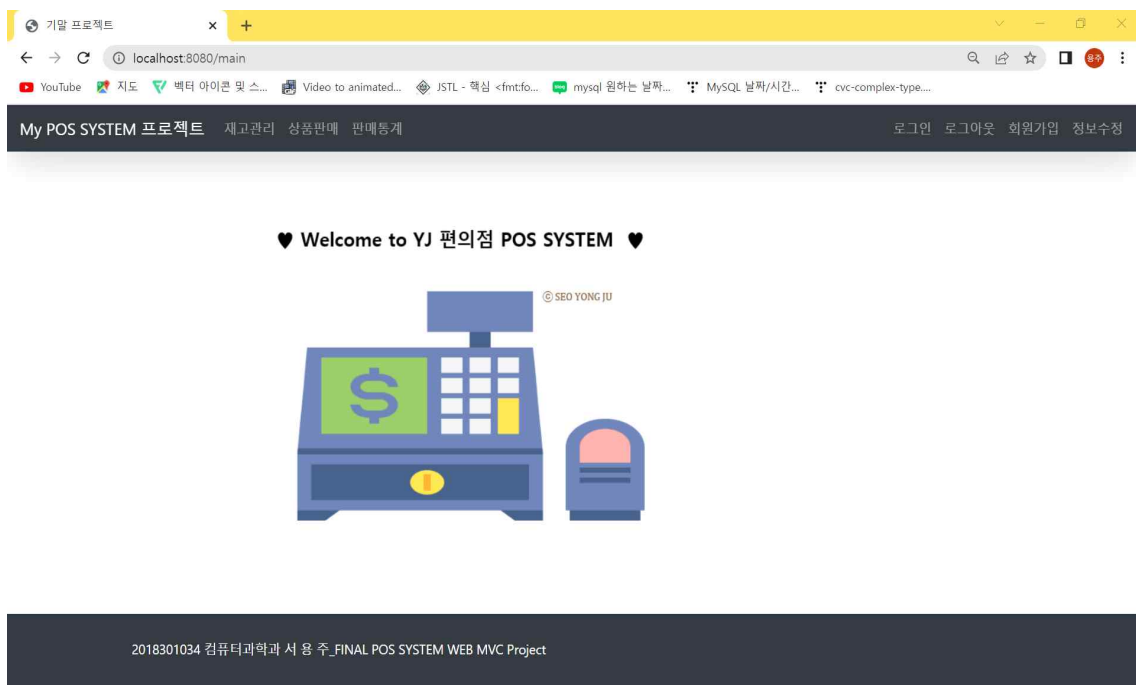 기말 프로젝트
localhost:8080/main
용주
YouTube 지도 벡터 아이콘 및 스... Video to animated... JSTL - 핵심 <fmt:fo... mysql 원하는 날짜... MySQL 날짜/시간... cvc-complex-type....
My POS SYSTEM 프로젝트 재고관리 상품판매 판매통계 로그인 로그아웃 회원가입 정보수정
♥ Welcome to YJ 편의점 POS SYSTEM ♥
ⓒ SEO YONG JU
$
2018301034 컴퓨터과학과 서 용 주_FINAL POS SYSTEM WEB MVC Project